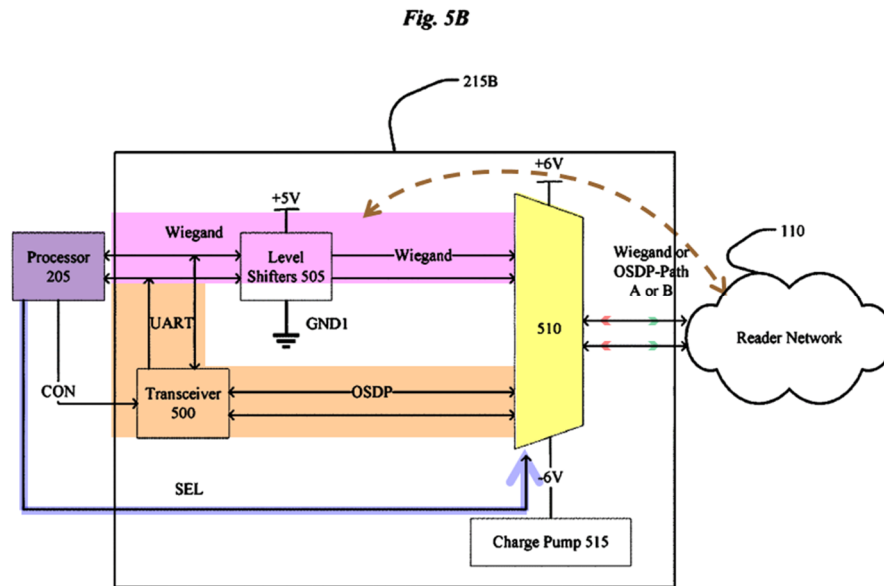 Fig. 5B
215B
+6V
+5V
110
Wiegand
Wiegand
Wiegand or
OSDP-Path
A or B
Processor
205
Level
Shifters 505
510
Reader Network
UART
GND1
CON
Transceiver
500
OSDP
SEL
-6V
Charge Pump 515